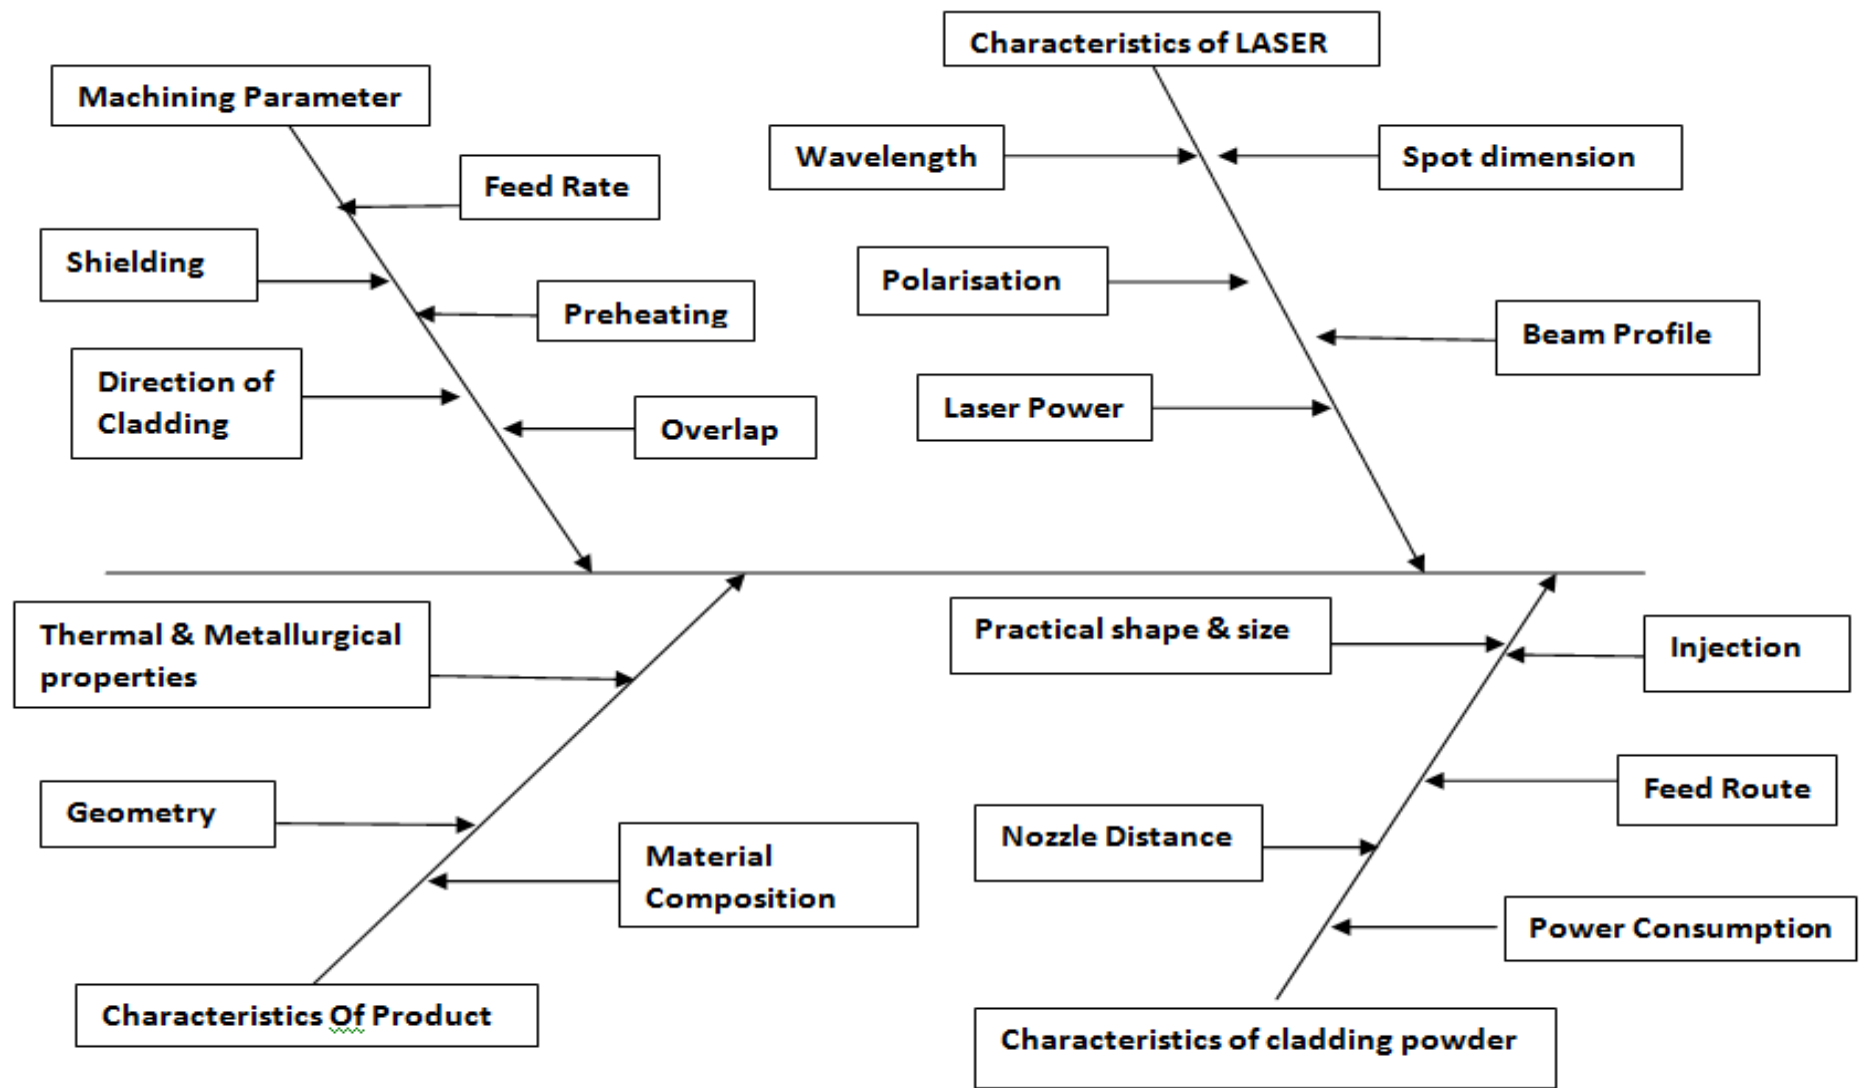 Characteristics of LASER
Machining Parameter
Wavelength
Spot dimension
Feed Rate
Shielding
Polarisation
Preheating
Beam Profile
Direction of
Cladding
Laser Power
Overlap
Thermal & Metallurgical
properties
Practical shape & size
Injection
Geometry
Feed Route
Nozzle Distance
Material
Composition
Power Consumption
Characteristics Of Product
Characteristics of cladding powder